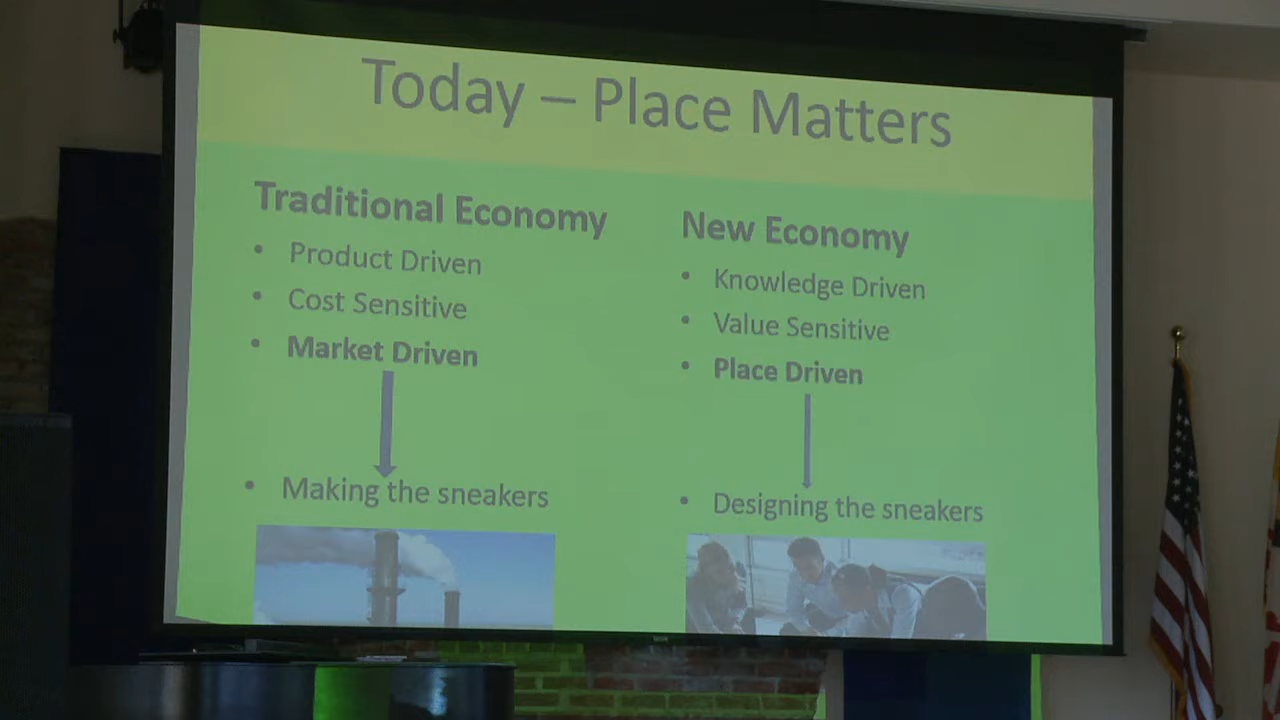 Today – Place Matters
Traditional Economy
• Product Driven
• Cost Sensitive
• Market Driven
• Making the sneakers
New Economy
• Knowledge Driven
• Value Sensitive
• Place Driven
• Designing the sneakers